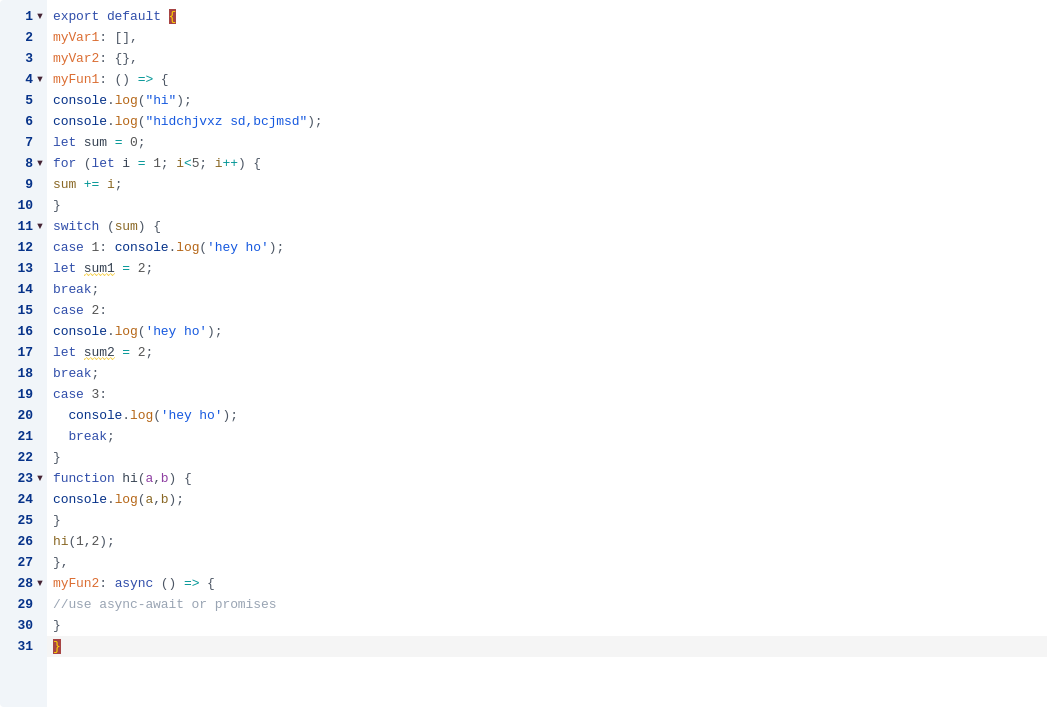 1 export default {
2 myVar1: [],
3 myVar2: {},
4 myFun1: () => {
5 console.log("hi");
6 console.log("hidchjvxz sd,bcjmsd");
7 let sum = 0;
8 for (let i = 1; i<5; i++) {
9 sum += i;
10 }
11 switch (sum) {
12 case 1: console.log('hey ho');
13 let sum1 = 2;
14 break;
15 case 2:
16 console.log('hey ho');
17 let sum2 = 2;
18 break;
19 case 3:
20   console.log('hey ho');
21   break;
22 }
23 function hi(a,b) {
24 console.log(a,b);
25 }
26 hi(1,2);
27 },
28 myFun2: async () => {
29 //use async-await or promises
30 }
31 }